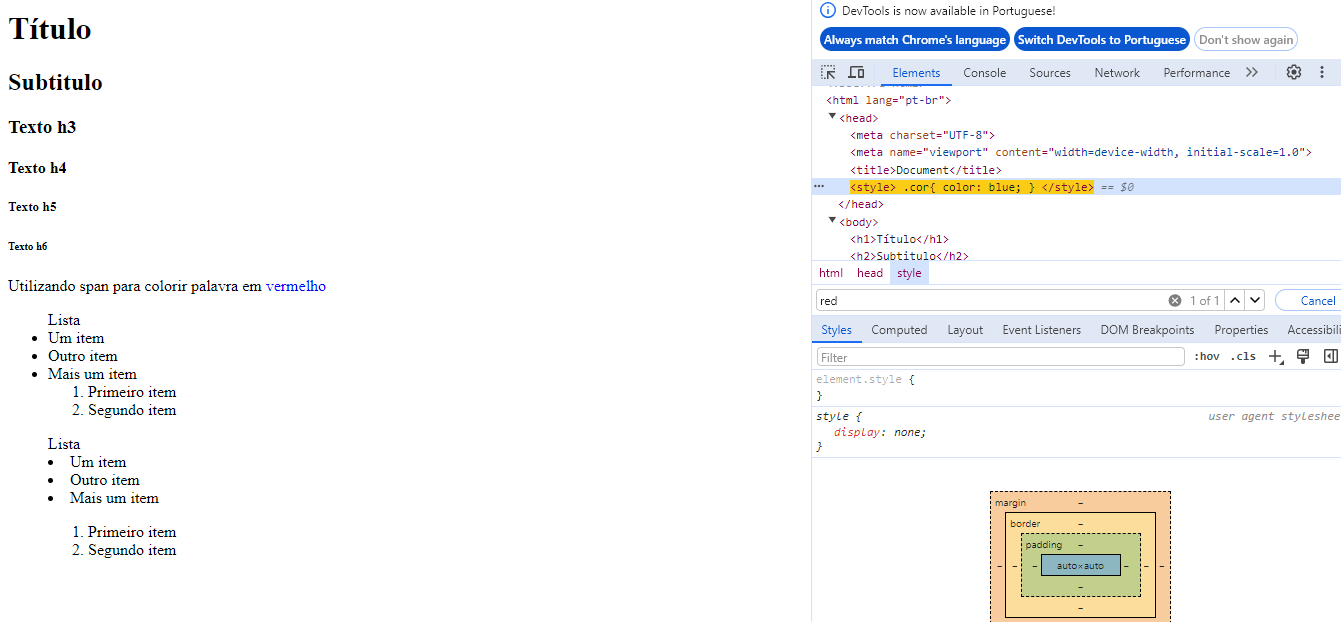 Título
Subtitulo
Texto h3
Texto h4
Texto h5
Texto h6
Utilizando span para colorir palavra em vermelho
Lista
Um item
Outro item
Mais um item
1. Primeiro item
2. Segundo item
Lista
Um item
Outro item
Mais um item
1. Primeiro item
2. Segundo item
DevTools is now available in Portuguese!
Always match Chrome's language Switch DevTools to Portuguese Don't show again
Elements Console Sources Network Performance
<html lang="pt-br">
<head>
<meta charset="UTF-8">
<meta name="viewport" content="width=device-width, initial-scale=1.0">
<title>Document</title>
<style> .cor{ color: blue; } </style> == $0
</head>
<body>
<h1>Título</h1>
<h2>Subtitulo</h2>
html head style
red 1 of 1 Cancel
Styles Computed Layout Event Listeners DOM Breakpoints Properties Accessibili
Filter :hov .cls
element.style {
}
style { user agent styleshee
display: none;
}
margin –
border –
padding –
– – – auto×auto – – –
–
–